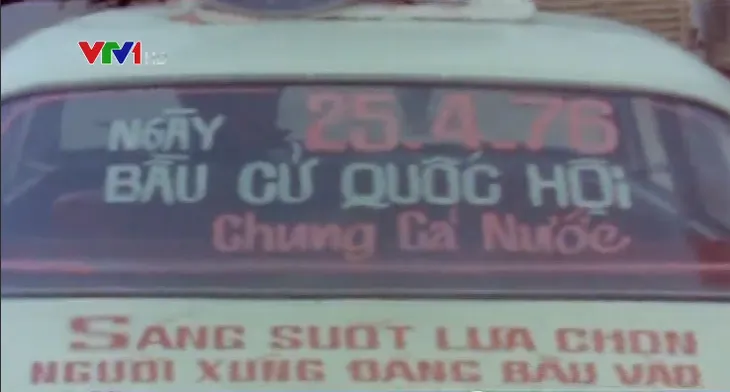 VTV1 HD
NGÀY 25.4.76
BẦU CỬ QUỐC HỘI
Chung Cả Nước
SÁNG SUỐT LỰA CHỌN
NGƯỜI XỨNG ĐÁNG BẦU VÀO